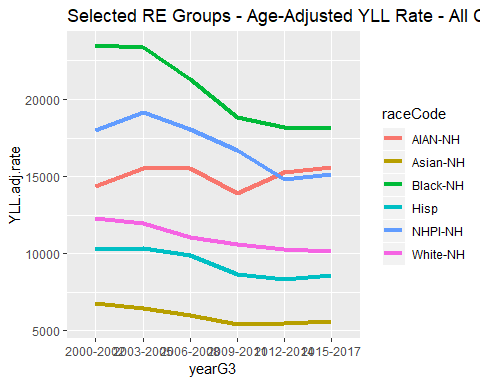 Selected RE Groups - Age-Adjusted YLL Rate - All C
YLL.adj.rate
20000
15000
10000
5000
2000-2002
2003-2005
2006-2008
2009-2011
2012-2014
2015-2017
yearG3
raceCode
AIAN-NH
Asian-NH
Black-NH
Hisp
NHPI-NH
White-NH